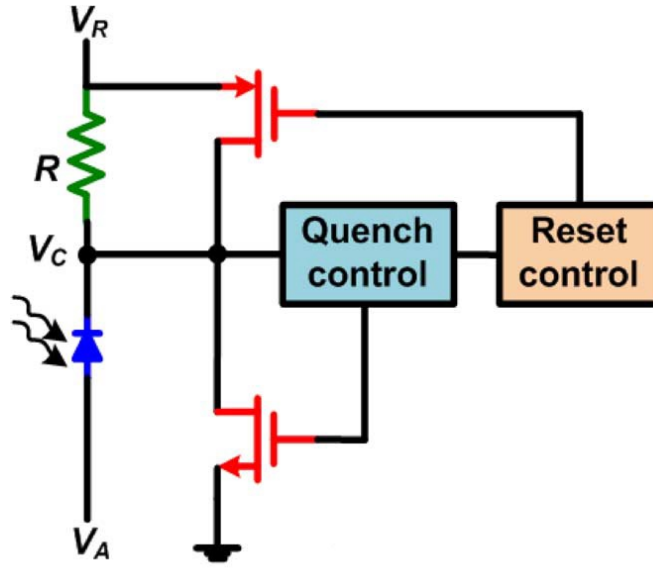 V_R
R
V_C
Quench
control
Reset
control
V_A